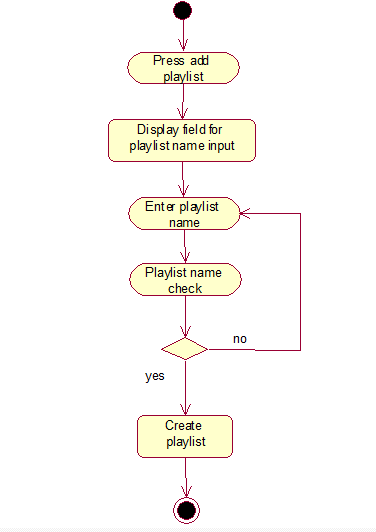 Press add
playlist
Display field for
playlist name input
Enter playlist
name
Playlist name
check
no
yes
Create
playlist